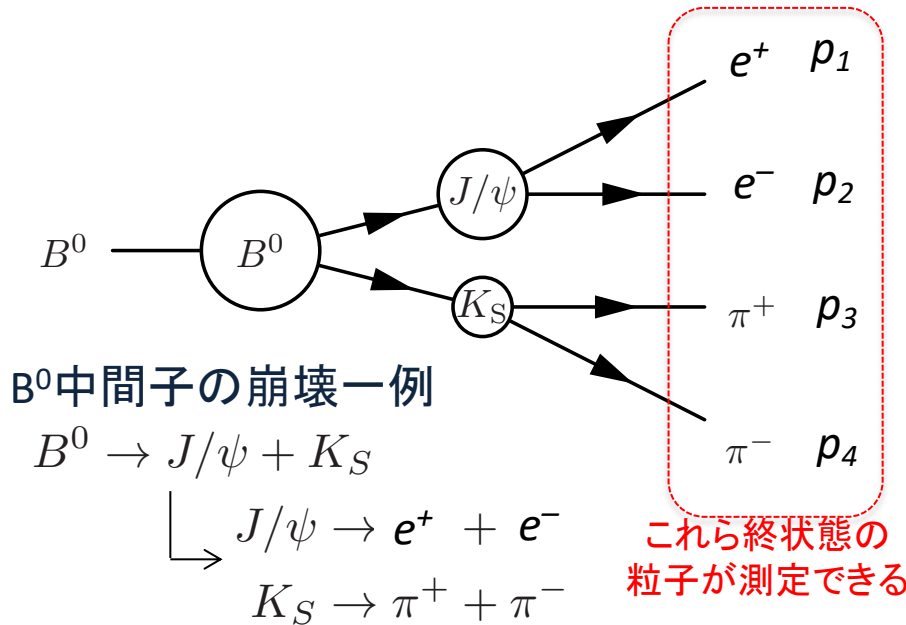 e⁺ p₁
J/ψ
e⁻ p₂
B⁰ B⁰
K_S
π⁺ p₃
π⁻ p₄
B⁰中間子の崩壊一例
B⁰ → J/ψ + K_S
J/ψ → e⁺ + e⁻
K_S → π⁺ + π⁻
これら終状態の
粒子が測定できる